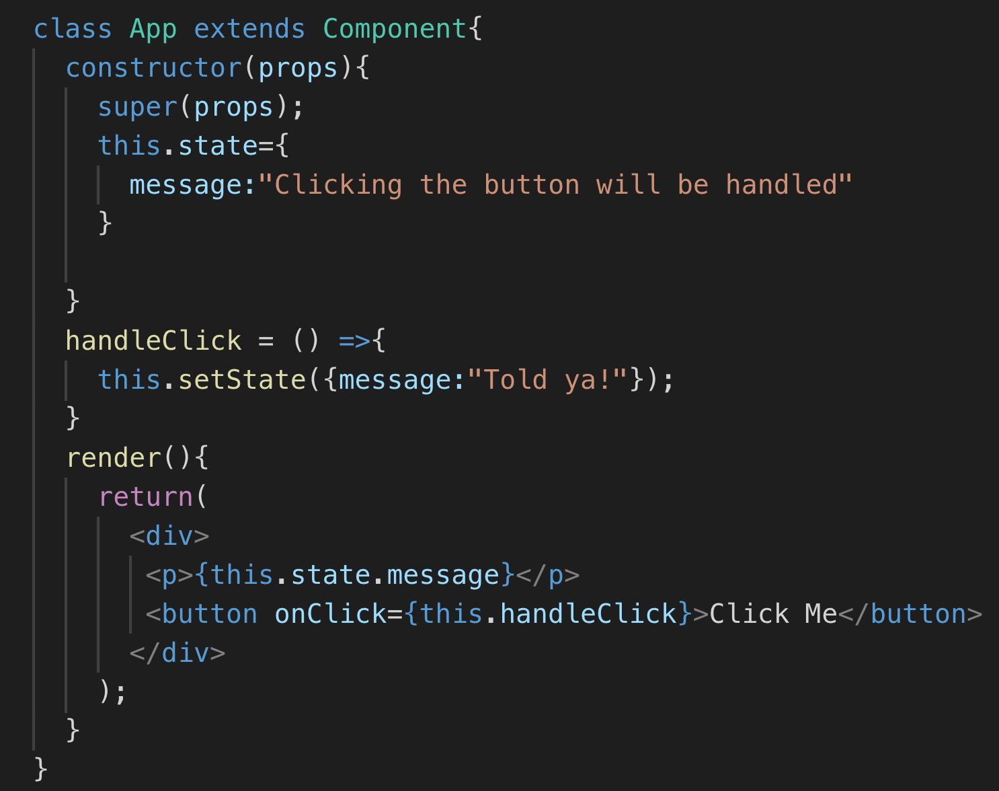 class App extends Component{
  constructor(props){
    super(props);
    this.state={
      message:"Clicking the button will be handled"
    }

  }
  handleClick = () =>{
    this.setState({message:"Told ya!"});
  }
  render(){
    return(
      <div>
       <p>{this.state.message}</p>
       <button onClick={this.handleClick}>Click Me</button>
      </div>
    );
  }
}